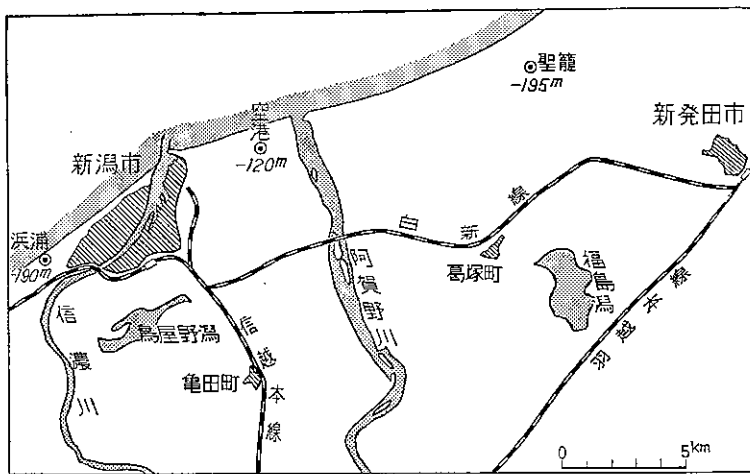 聖籠
-195m
新発田市
空港
-120m
新潟市
浜浦
-190m
白新線
葛塚町
福島潟
阿賀野川
鳥屋野潟
信濃川
信越本線
亀田町
羽越本線
0
5km